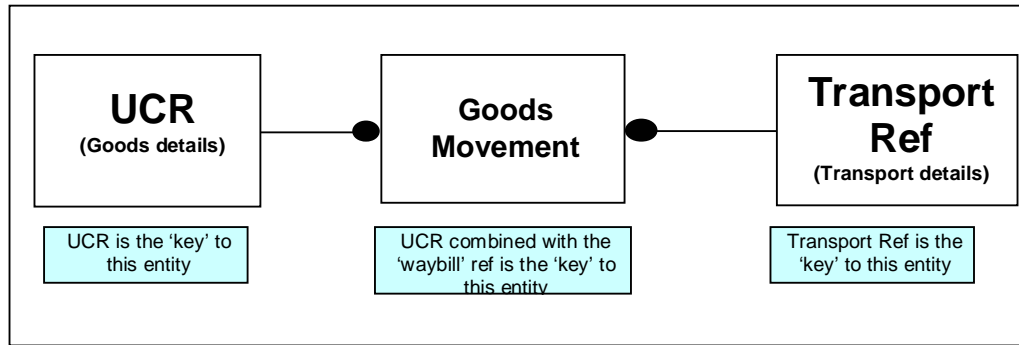 UCR
(Goods details)
Goods
Movement
Transport
Ref
(Transport details)
UCR is the ‘key’ to
this entity
UCR combined with the
‘waybill’ ref is the ‘key’ to
this entity
Transport Ref is the
‘key’ to this entity